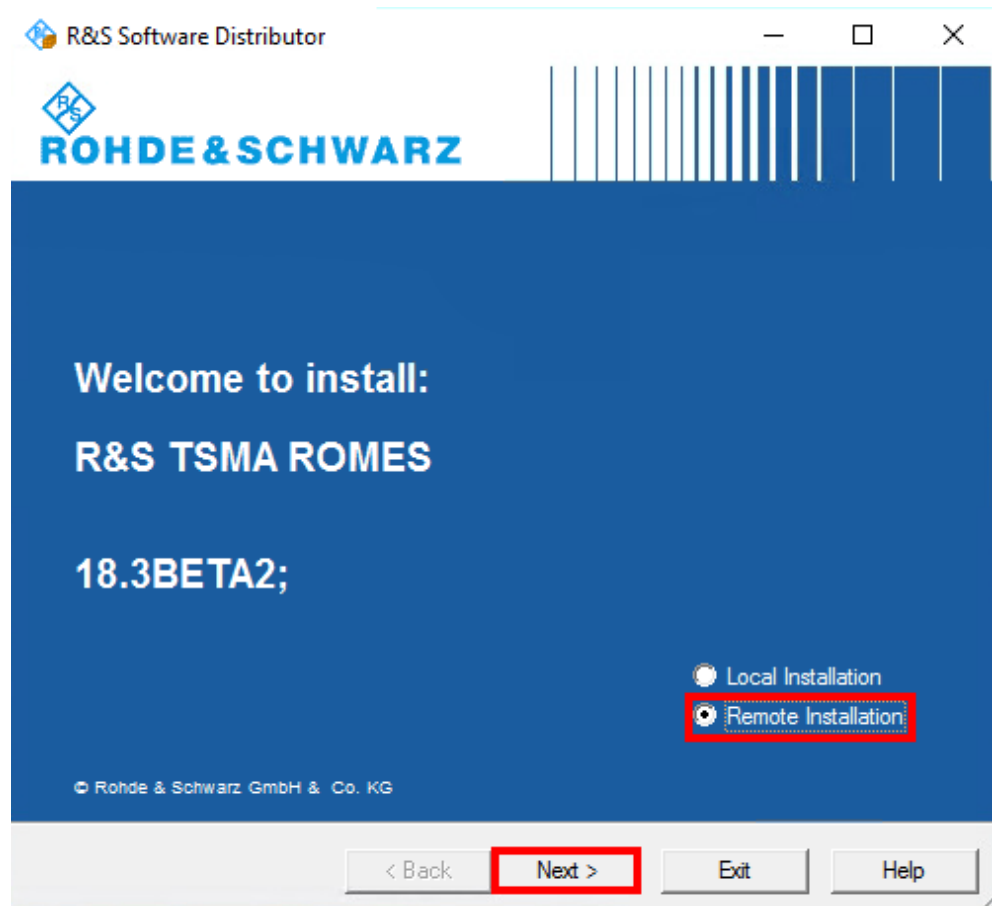 R&S Software Distributor
R&S
ROHDE&SCHWARZ
Welcome to install:
R&S TSMA ROMES
18.3BETA2;
Local Installation
Remote Installation
© Rohde & Schwarz GmbH & Co. KG
< Back Next > Exit Help